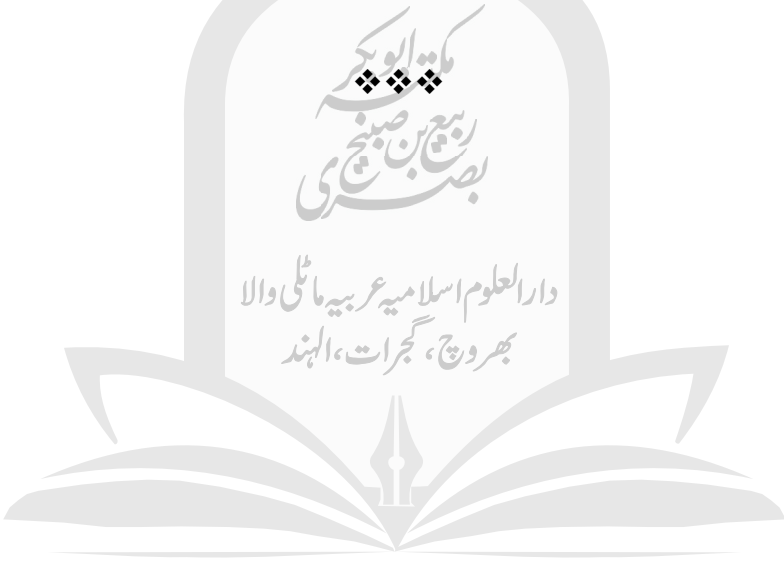 مکتبہ ابوبکر
ربیع بن صبیح
بصری
دارالعلوم اسلامیہ عربیہ ماٹلی والا
بھروچ، گجرات، الہند